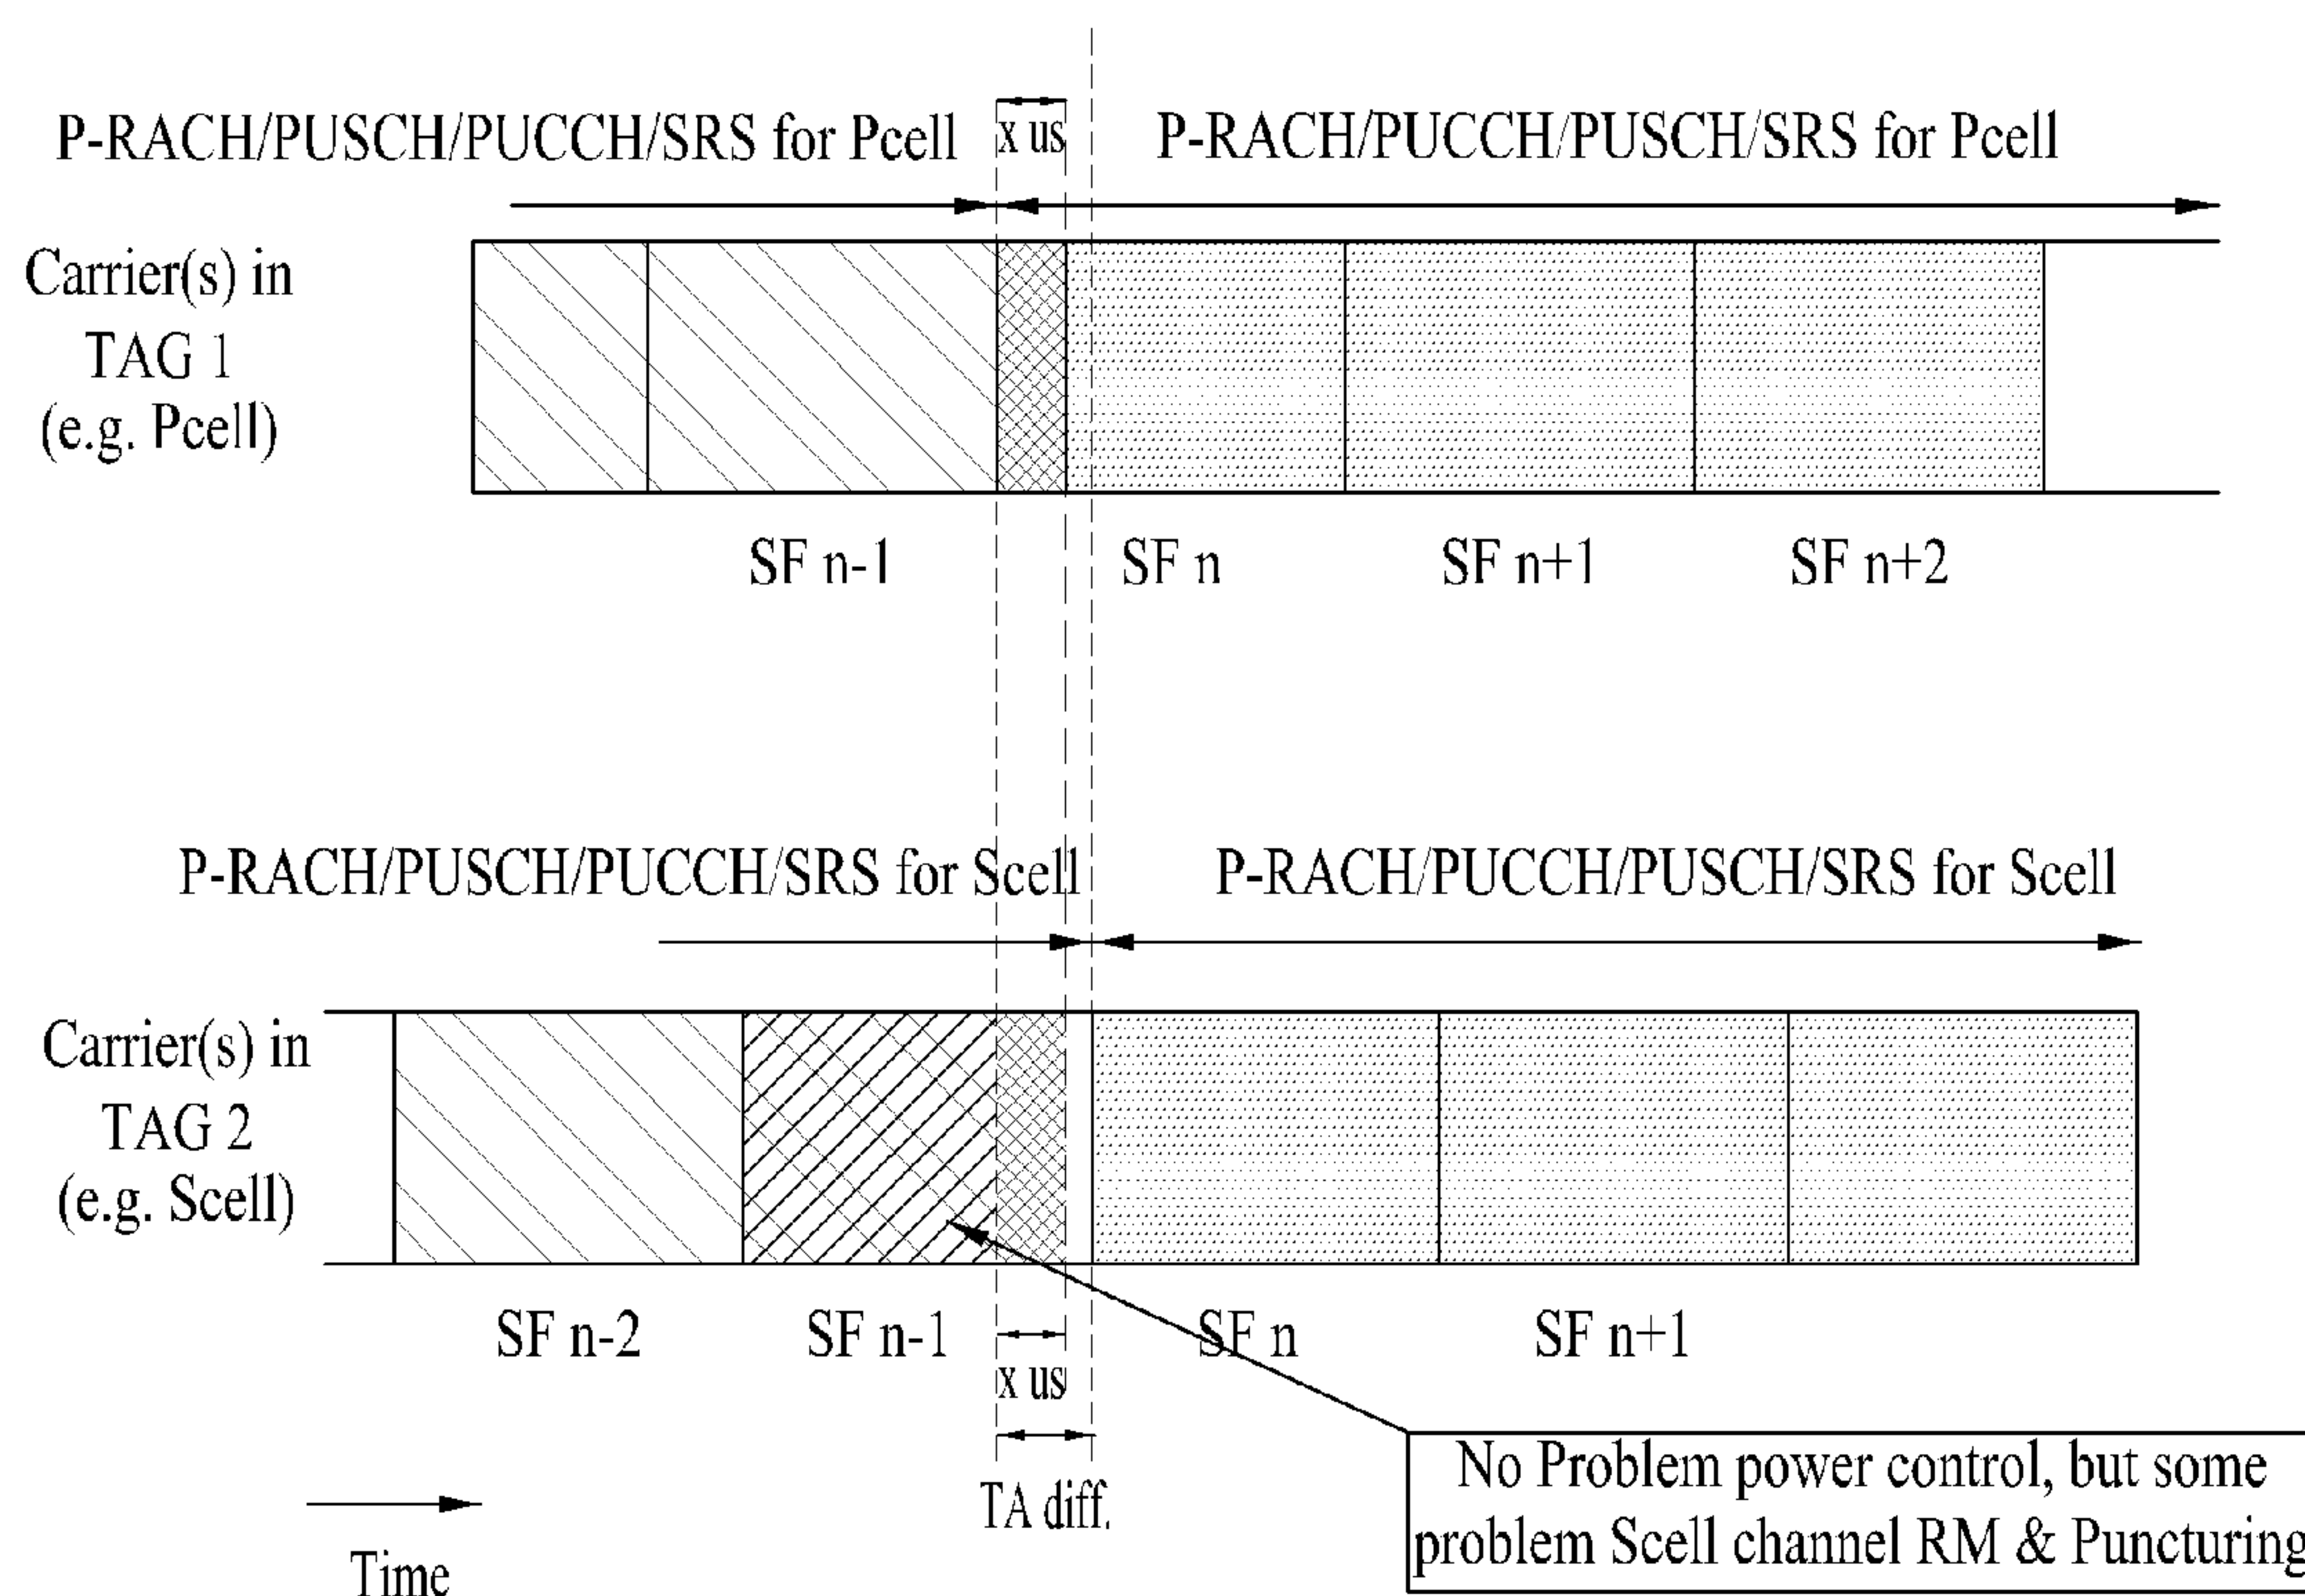 P-RACH/PUSCH/PUCCH/SRS for Pcell
x us
P-RACH/PUCCH/PUSCH/SRS for Pcell
Carrier(s) in
TAG 1
(e.g. Pcell)
SF n-1
SF n
SF n+1
SF n+2
P-RACH/PUSCH/PUCCH/SRS for Scell
P-RACH/PUCCH/PUSCH/SRS for Scell
Carrier(s) in
TAG 2
(e.g. Scell)
SF n-2
SF n-1
SF n
SF n+1
x us
TA diff.
Time
No Problem power control, but some
problem Scell channel RM & Puncturing